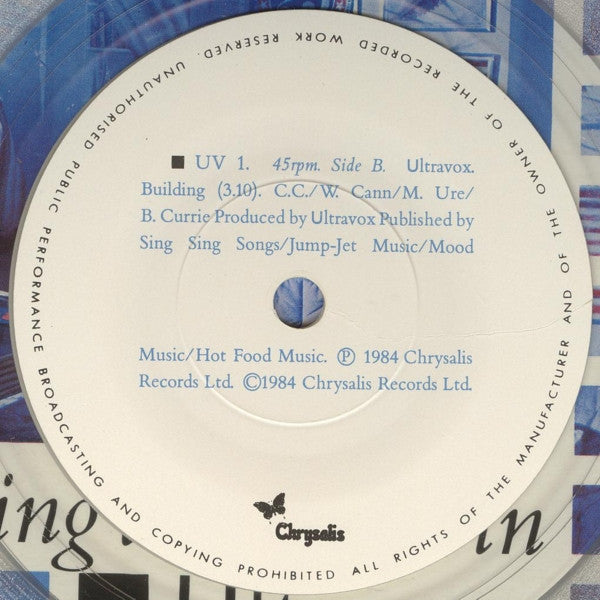 UV 1. 45rpm. Side B. Ultravox.
Building (3.10). C.C./W. Cann/M. Ure/
B. Currie Produced by Ultravox Published by
Sing Sing Songs/Jump-Jet Music/Mood
Music/Hot Food Music. Ⓟ 1984 Chrysalis
Records Ltd. ©1984 Chrysalis Records Ltd.
Chrysalis
ALL RIGHTS OF THE MANUFACTURER AND OF THE OWNER OF THE RECORDED WORK RESERVED. UNAUTHORISED PUBLIC PERFORMANCE BROADCASTING AND COPYING PROHIBITED
ing
in